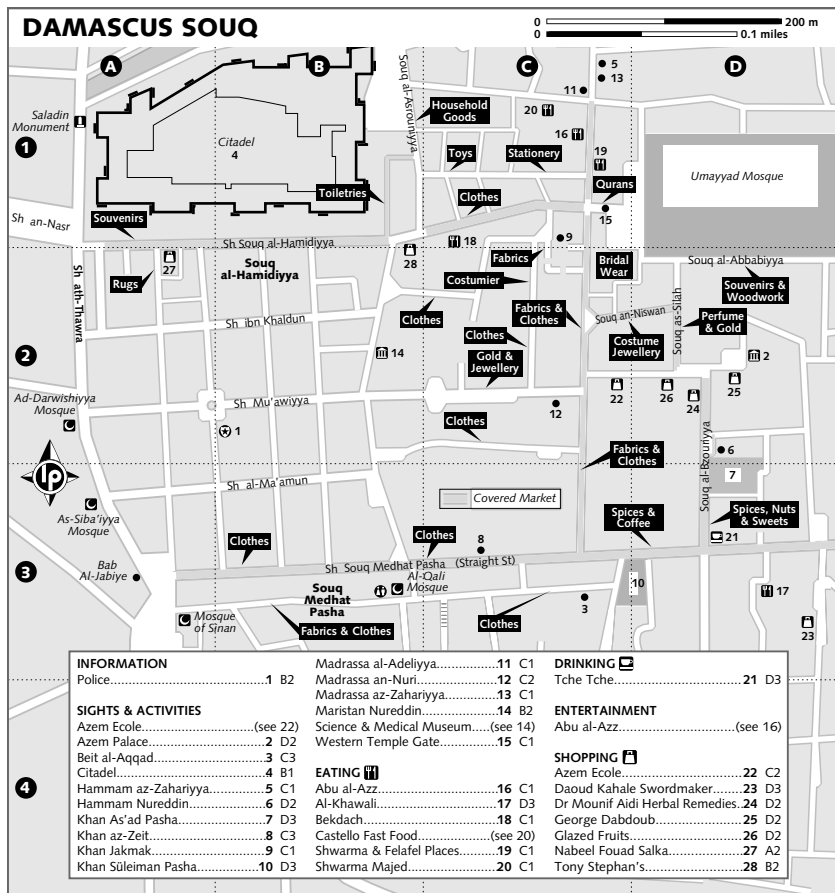 DAMASCUS SOUQ
0 200 m
0 0.1 miles
A
B
C
D
1
2
3
4
Saladin
Monument
Citadel
4
Souq al-Asrouniyya
Household
Goods
11
5
13
20
16
19
Toys
Stationery
Umayyad Mosque
Toiletries
Clothes
Qurans
15
Sh an-Nasr
Souvenirs
Sh Souq al-Hamidiyya
Souq
al-Hamidiyya
27
Rugs
28
18
9
Fabrics
Bridal
Wear
Souq al-Abbabiyya
Souvenirs &
Woodwork
Sh ath-Thawra
Costumier
Clothes
Fabrics
& Clothes
Souq an-Niswan
Souq as-Silah
Perfume
& Gold
Sh ibn Khaldun
Clothes
Costume
Jewellery
14
Gold &
Jewellery
2
Ad-Darwishiyya
Mosque
Sh Mu'awiyya
1
12
22
26
24
25
Clothes
Souq al-Bzouriyya
6
7
lp
Fabrics &
Clothes
Sh al-Ma'amun
Covered Market
As-Siba'iyya
Mosque
Spices &
Coffee
Spices, Nuts
& Sweets
21
Clothes
Clothes
8
Bab
Al-Jabiye
Sh Souq Medhat Pasha (Straight St)
Souq
Medhat
Pasha
Al-Qali
Mosque
10
17
3
23
Mosque
of Sinan
Fabrics & Clothes
Clothes
INFORMATION
Police 1 B2
SIGHTS & ACTIVITIES
Azem Ecole (see 22)
Azem Palace 2 D2
Beit al-Aqqad 3 C3
Citadel 4 B1
Hammam az-Zahariyya 5 C1
Hammam Nureddin 6 D2
Khan As'ad Pasha 7 D3
Khan az-Zeit 8 C3
Khan Jakmak 9 C1
Khan Süleiman Pasha 10 D3
Madrassa al-Adeliyya 11 C1
Madrassa an-Nuri 12 C2
Madrassa az-Zahariyya 13 C1
Maristan Nureddin 14 B2
Science & Medical Museum (see 14)
Western Temple Gate 15 C1
EATING
Abu al-Azz 16 C1
Al-Khawali 17 D3
Bekdach 18 C1
Castello Fast Food (see 20)
Shwarma & Felafel Places 19 C1
Shwarma Majed 20 C1
DRINKING
Tche Tche 21 D3
ENTERTAINMENT
Abu al-Azz (see 16)
SHOPPING
Azem Ecole 22 C2
Daoud Kahale Swordmaker 23 D3
Dr Mounif Aidi Herbal Remedies 24 D2
George Dabdoub 25 D2
Glazed Fruits 26 D2
Nabeel Fouad Salka 27 A2
Tony Stephan's 28 B2